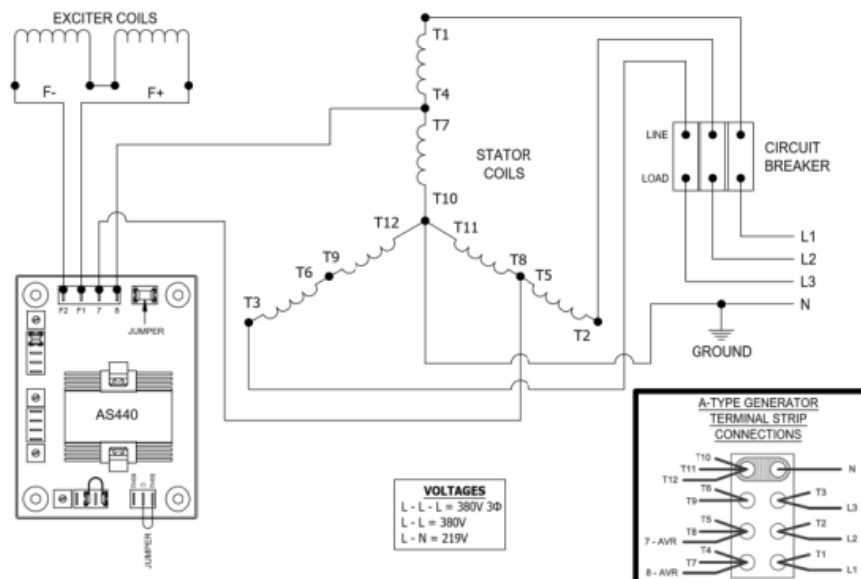 EXCITER COILS
F-
F+
T1
T4
T7
T10
T12
T11
T9
T6
T3
T8
T5
T2
STATOR
COILS
LINE
LOAD
CIRCUIT
BREAKER
L1
L2
L3
N
GROUND
F2 F1 7 8
JUMPER
AS440
JUMPER
VOLTAGES
L - L - L = 380V 3Φ
L - L = 380V
L - N = 219V
A-TYPE GENERATOR
TERMINAL STRIP
CONNECTIONS
T10
T11
T12
N
T6
T9
T3
L3
T5
T8
7 - AVR
T2
L2
T4
T7
8 - AVR
T1
L1